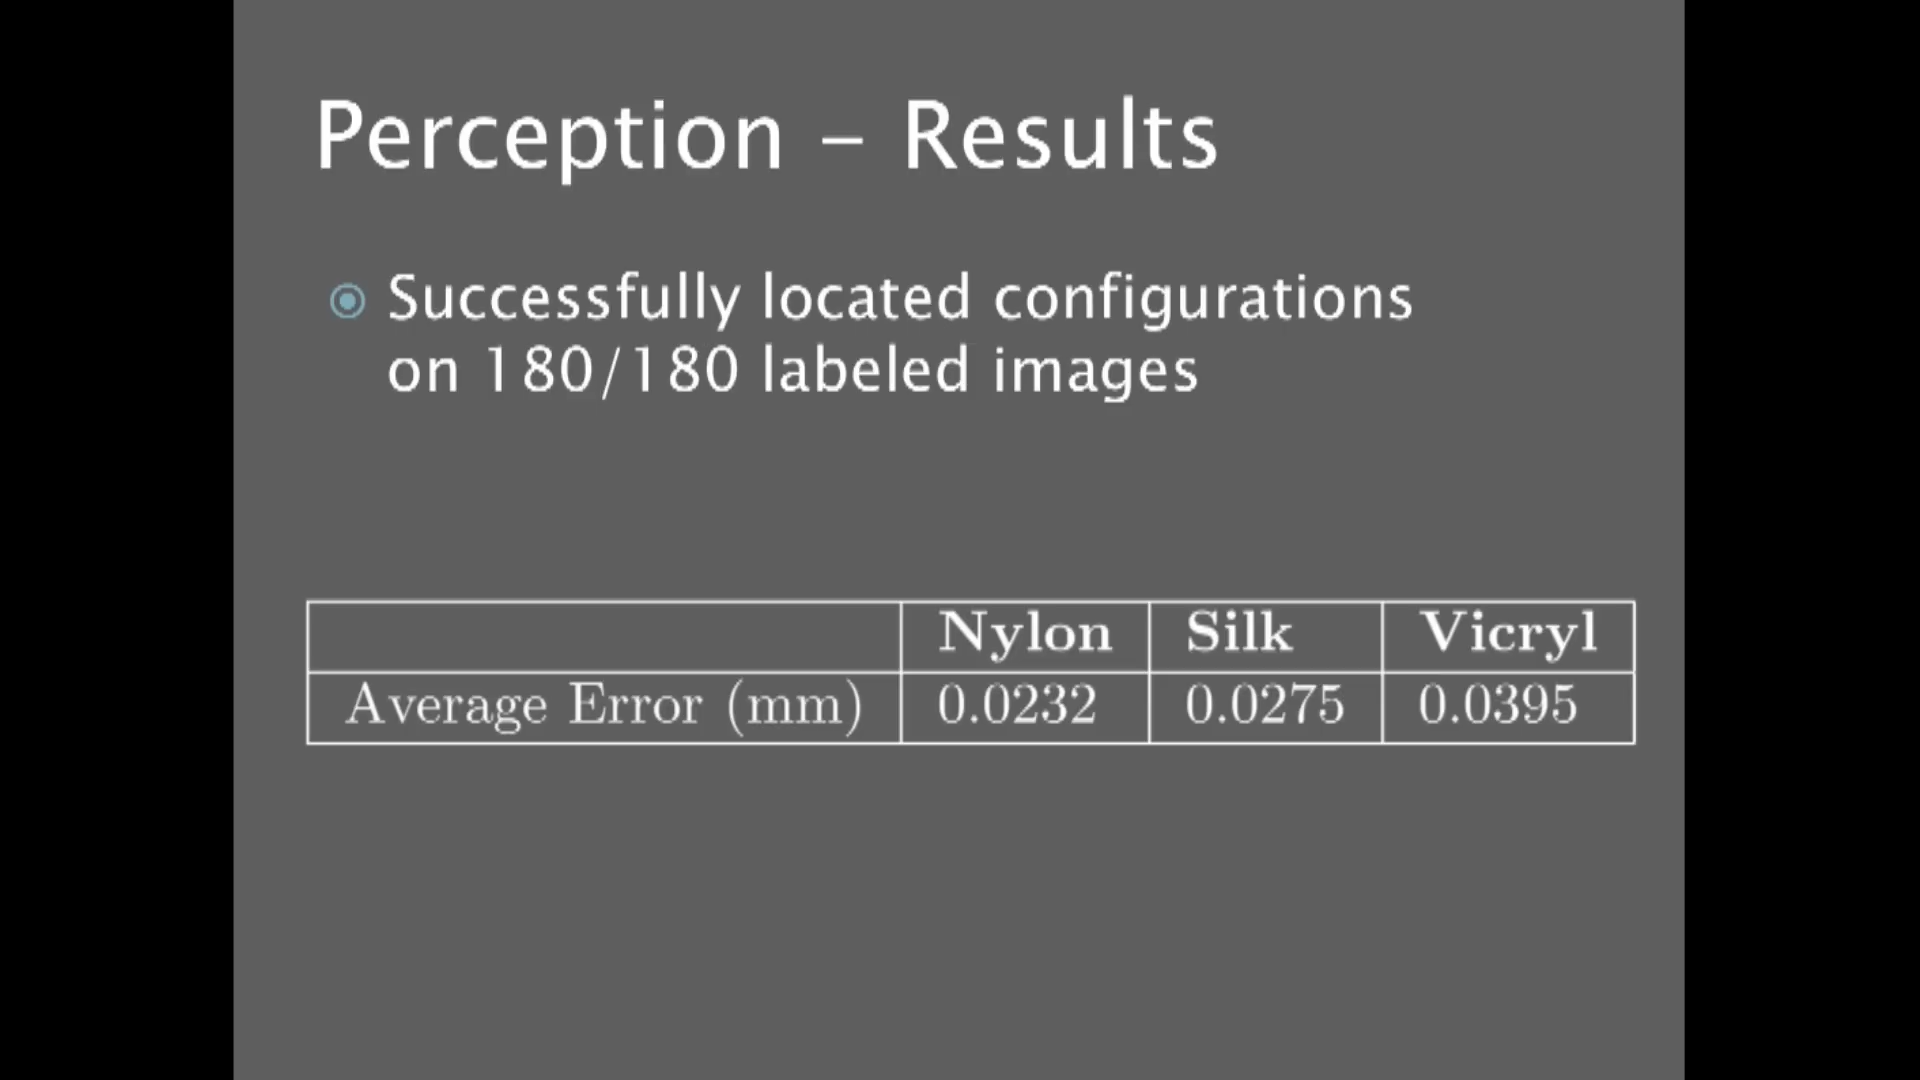 Perception – Results
Successfully located configurations
on 180/180 labeled images
Nylon Silk Vicryl
Average Error (mm) 0.0232 0.0275 0.0395